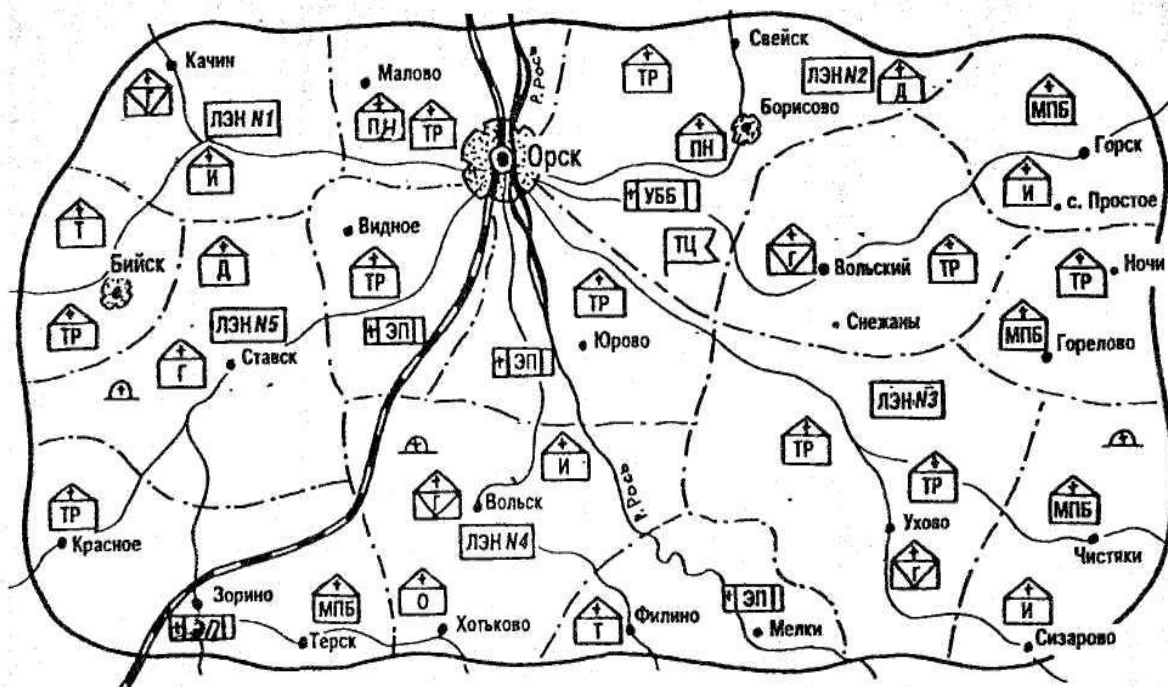 Качин
Г
ЛЭН N1
И
Малово
ПН
ТР
Р. Рось
Орск
ТР
Свейск
ЛЭН N2
Д
Борисово
ПН
УББ
МПБ
Горск
И
с. Простое
Т
Бийск
ТР
Д
ЛЭН N5
Г
Ставск
Видное
ТР
ЭП
ЭП
ТР
Юрово
ТЦ
Г
Вольский
Снежаны
ТР
ТР
Ночи
МПБ
Горелово
ЛЭН N3
ТР
Красное
И
Г
Вольск
ЛЭН N4
р. Рось
ТР
ТР
Ухово
Г
МПБ
Чистяки
И
Сизарово
Зорино
ЭП
МПБ
Терск
О
Хотьково
Т
Филино
ЭП
Мелки